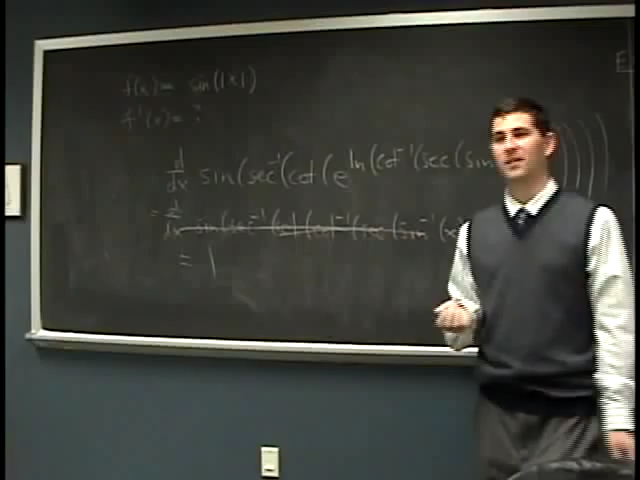 f(x) = sin(|x|)
f'(x) = ?
d/dx sin(sec⁻¹(cot(e^ln(cot⁻¹(sec(sin ))))
= d/dx sin(sec⁻¹(cot(cot⁻¹(sec(sin⁻¹(x)
= 1
E